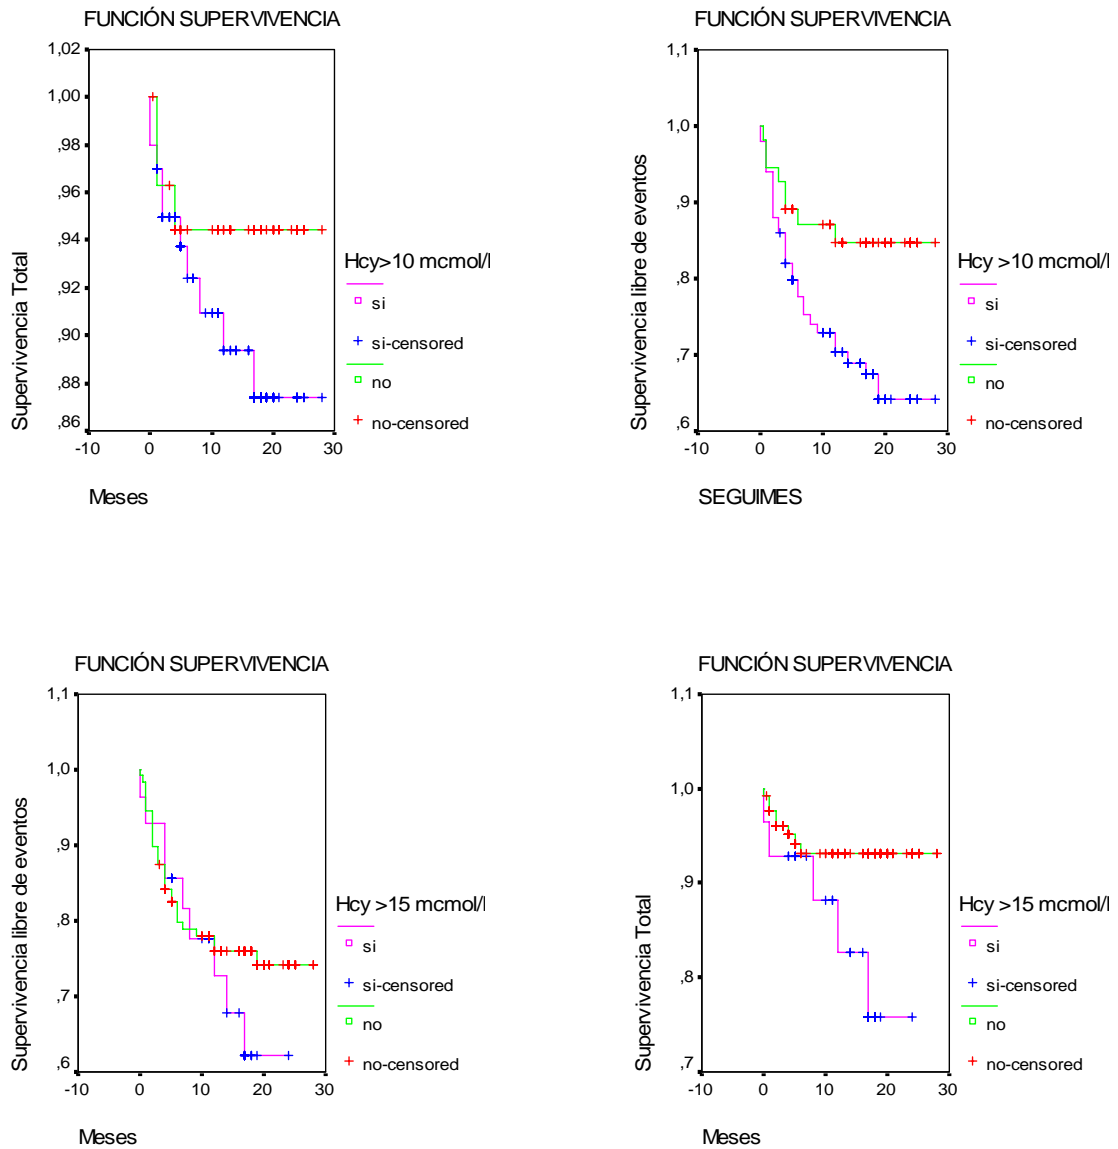 FUNCIÓN SUPERVIVENCIA
Supervivencia Total
1,02
1,00
,98
,96
,94
,92
,90
,88
,86
-10 0 10 20 30
Meses
Hcy>10 mcmol/l
si
si-censored
no
no-censored
FUNCIÓN SUPERVIVENCIA
Supervivencia libre de eventos
1,1
1,0
,9
,8
,7
,6
-10 0 10 20 30
SEGUIMES
Hcy >10 mcmol/l
si
si-censored
no
no-censored
FUNCIÓN SUPERVIVENCIA
Supervivencia libre de eventos
1,1
1,0
,9
,8
,7
,6
-10 0 10 20 30
Meses
Hcy >15 mcmol/l
si
si-censored
no
no-censored
FUNCIÓN SUPERVIVENCIA
Supervivencia Total
1,1
1,0
,9
,8
,7
-10 0 10 20 30
Meses
Hcy >15 mcmol/l
si
si-censored
no
no-censored